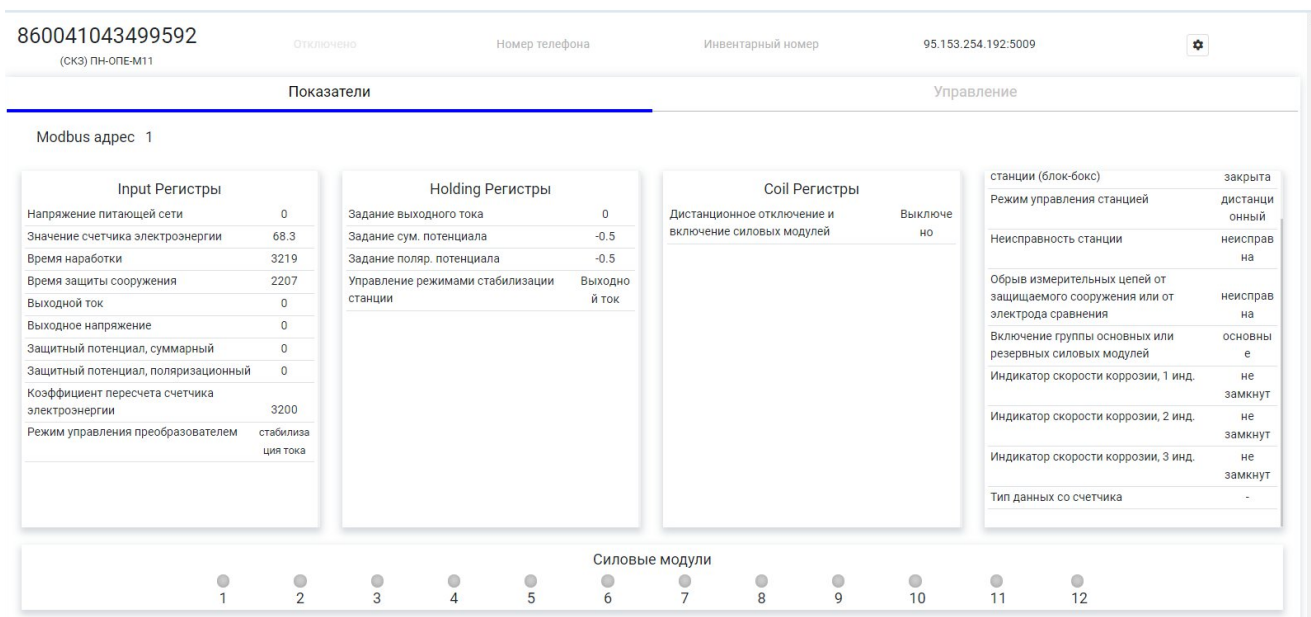 860041043499592
(СКЗ) ПН-ОПЕ-М11
Отключено
Номер телефона
Инвентарный номер
95.153.254.192:5009
Показатели
Управление
Modbus адрес 1
Input Регистры
Напряжение питающей сети 0
Значение счетчика электроэнергии 68.3
Время наработки 3219
Время защиты сооружения 2207
Выходной ток 0
Выходное напряжение 0
Защитный потенциал, суммарный 0
Защитный потенциал, поляризационный 0
Коэффициент пересчета счетчика
электроэнергии 3200
Режим управления преобразователем стабилиза
ция тока
Holding Регистры
Задание выходного тока 0
Задание сум. потенциала -0.5
Задание поляр. потенциала -0.5
Управление режимами стабилизации Выходно
станции й ток
Coil Регистры
Дистанционное отключение и Выключе
включение силовых модулей но
станции (блок-бокс) закрыта
Режим управления станцией дистанци
онный
Неисправность станции неисправ
на
Обрыв измерительных цепей от
защищаемого сооружения или от неисправ
электрода сравнения на
Включение группы основных или основны
резервных силовых модулей е
Индикатор скорости коррозии, 1 инд. не
замкнут
Индикатор скорости коррозии, 2 инд. не
замкнут
Индикатор скорости коррозии, 3 инд. не
замкнут
Тип данных со счетчика -
Силовые модули
1 2 3 4 5 6 7 8 9 10 11 12